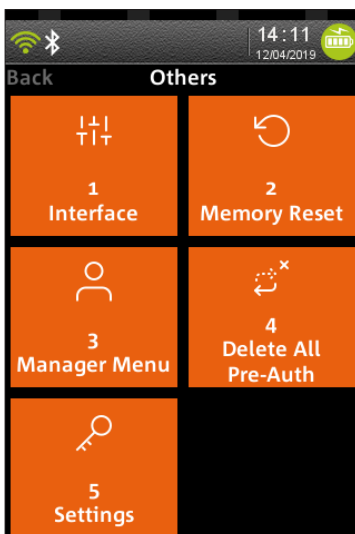 14:11
12/04/2019
Back Others
1
Interface
2
Memory Reset
3
Manager Menu
4
Delete All
Pre-Auth
5
Settings